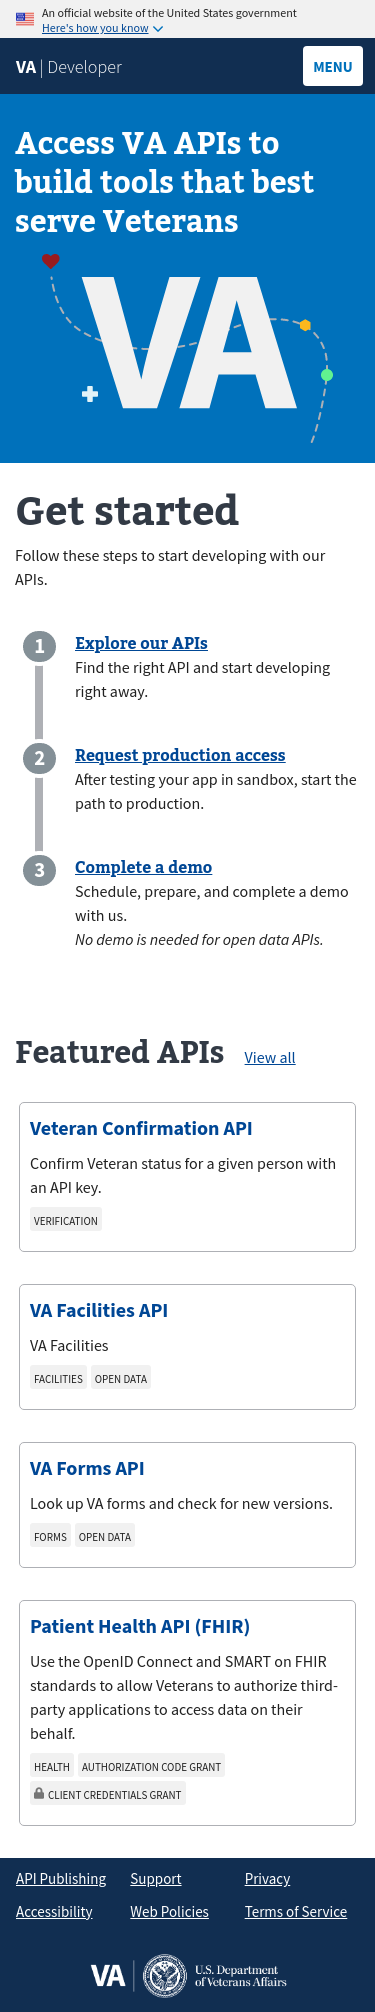 An official website of the United States government
Here's how you know
VA | Developer
MENU
Access VA APIs to
build tools that best
serve Veterans
VA
Get started
Follow these steps to start developing with our
APIs.
1
Explore our APIs
Find the right API and start developing
right away.
2
Request production access
After testing your app in sandbox, start the
path to production.
3
Complete a demo
Schedule, prepare, and complete a demo
with us.
No demo is needed for open data APIs.
Featured APIs View all
Veteran Confirmation API
Confirm Veteran status for a given person with
an API key.
VERIFICATION
VA Facilities API
VA Facilities
FACILITIES OPEN DATA
VA Forms API
Look up VA forms and check for new versions.
FORMS OPEN DATA
Patient Health API (FHIR)
Use the OpenID Connect and SMART on FHIR
standards to allow Veterans to authorize third-
party applications to access data on their
behalf.
HEALTH AUTHORIZATION CODE GRANT
CLIENT CREDENTIALS GRANT
API Publishing Support Privacy
Accessibility Web Policies Terms of Service
VA
U.S. Department
of Veterans Affairs